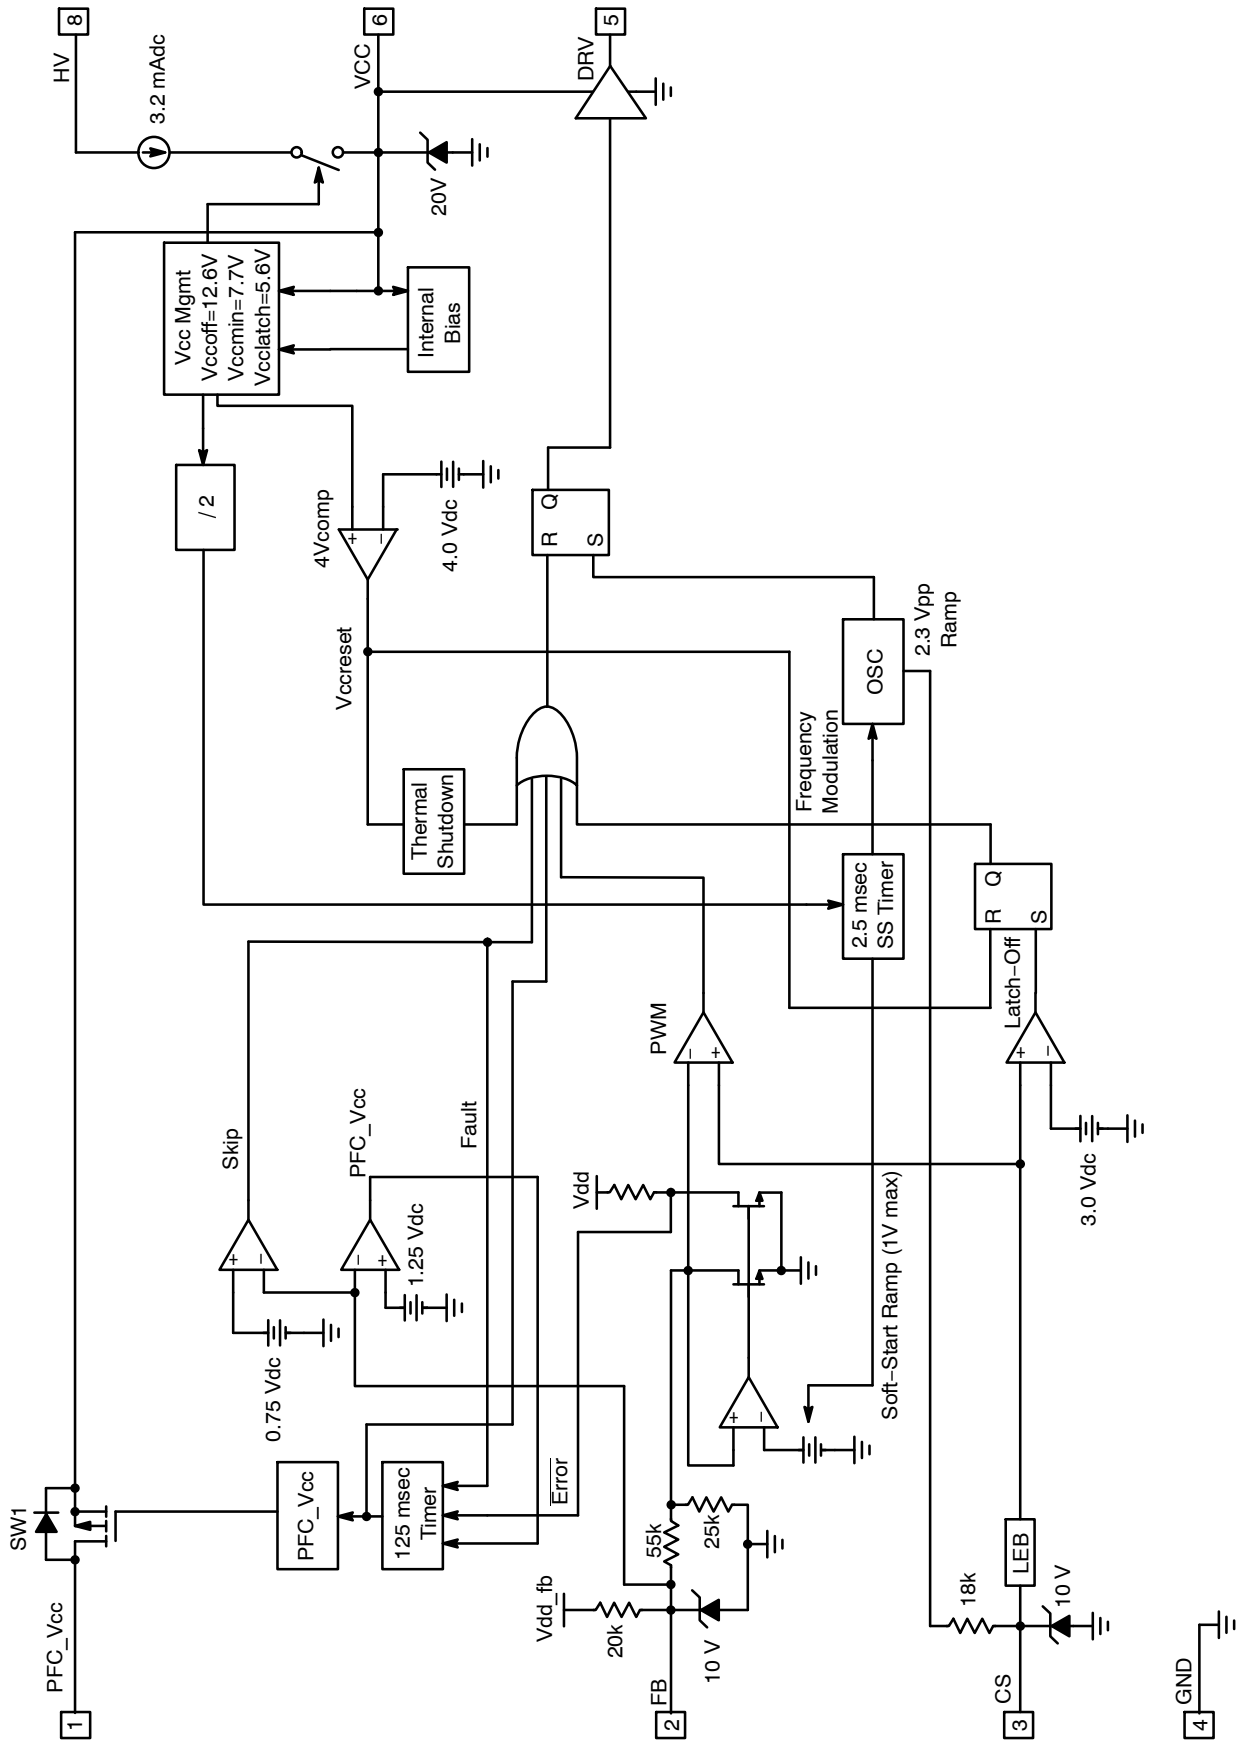 PFC_Vcc
1
SW1
HV
8
3.2 mAdc
VCC
6
20V
DRV
5
Vcc Mgmt
Vccoff=12.6V
Vccmin=7.7V
Vcclatch=5.6V
Internal
Bias
/ 2
4Vcomp
+
−
4.0 Vdc
Vccreset
Thermal
Shutdown
R
Q
S
Skip
+
−
0.75 Vdc
PFC_Vcc
−
+
1.25 Vdc
PFC_Vcc
125 msec
Timer
Fault
Error
FB
2
Vdd_fb
20k
10 V
55k
25k
Vdd
+
−
PWM
−
+
Soft−Start Ramp (1V max)
2.5 msec
SS Timer
Frequency
Modulation
OSC
2.3 Vpp
Ramp
CS
3
18k
10 V
LEB
+
−
3.0 Vdc
Latch−Off
R
Q
S
GND
4